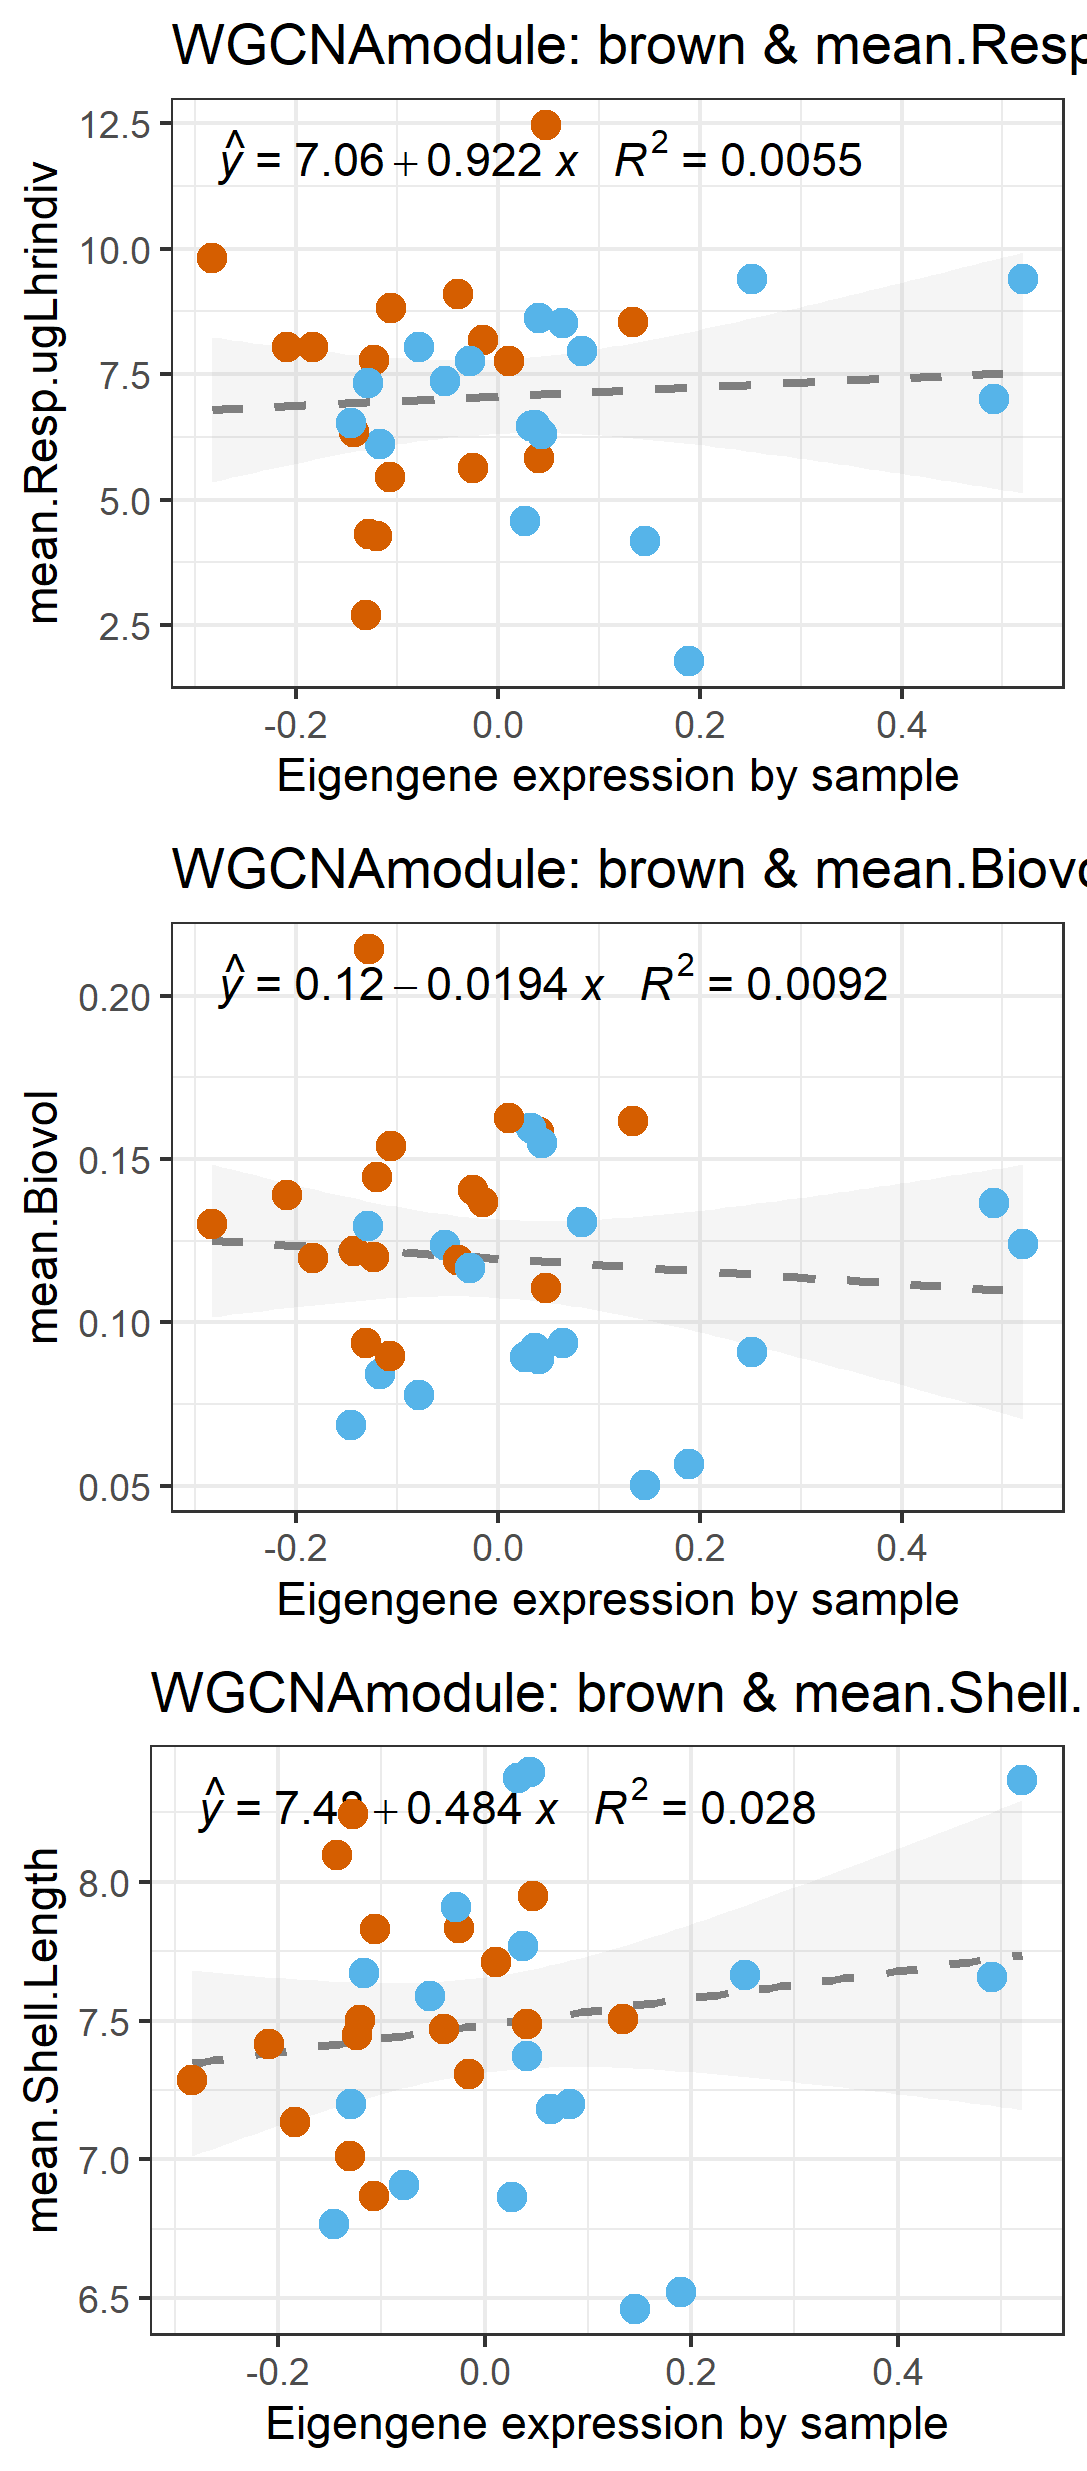 WGCNAmodule: brown & mean.Resp
12.5
ŷ = 7.06 + 0.922 x R² = 0.0055
10.0
7.5
5.0
2.5
mean.Resp.ugLhrindiv
-0.2 0.0 0.2 0.4
Eigengene expression by sample
WGCNAmodule: brown & mean.Biovo
ŷ = 0.12 − 0.0194 x R² = 0.0092
0.20
0.15
0.10
0.05
mean.Biovol
-0.2 0.0 0.2 0.4
Eigengene expression by sample
WGCNAmodule: brown & mean.Shell.
ŷ = 7.48 + 0.484 x R² = 0.028
8.0
7.5
7.0
6.5
mean.Shell.Length
-0.2 0.0 0.2 0.4
Eigengene expression by sample